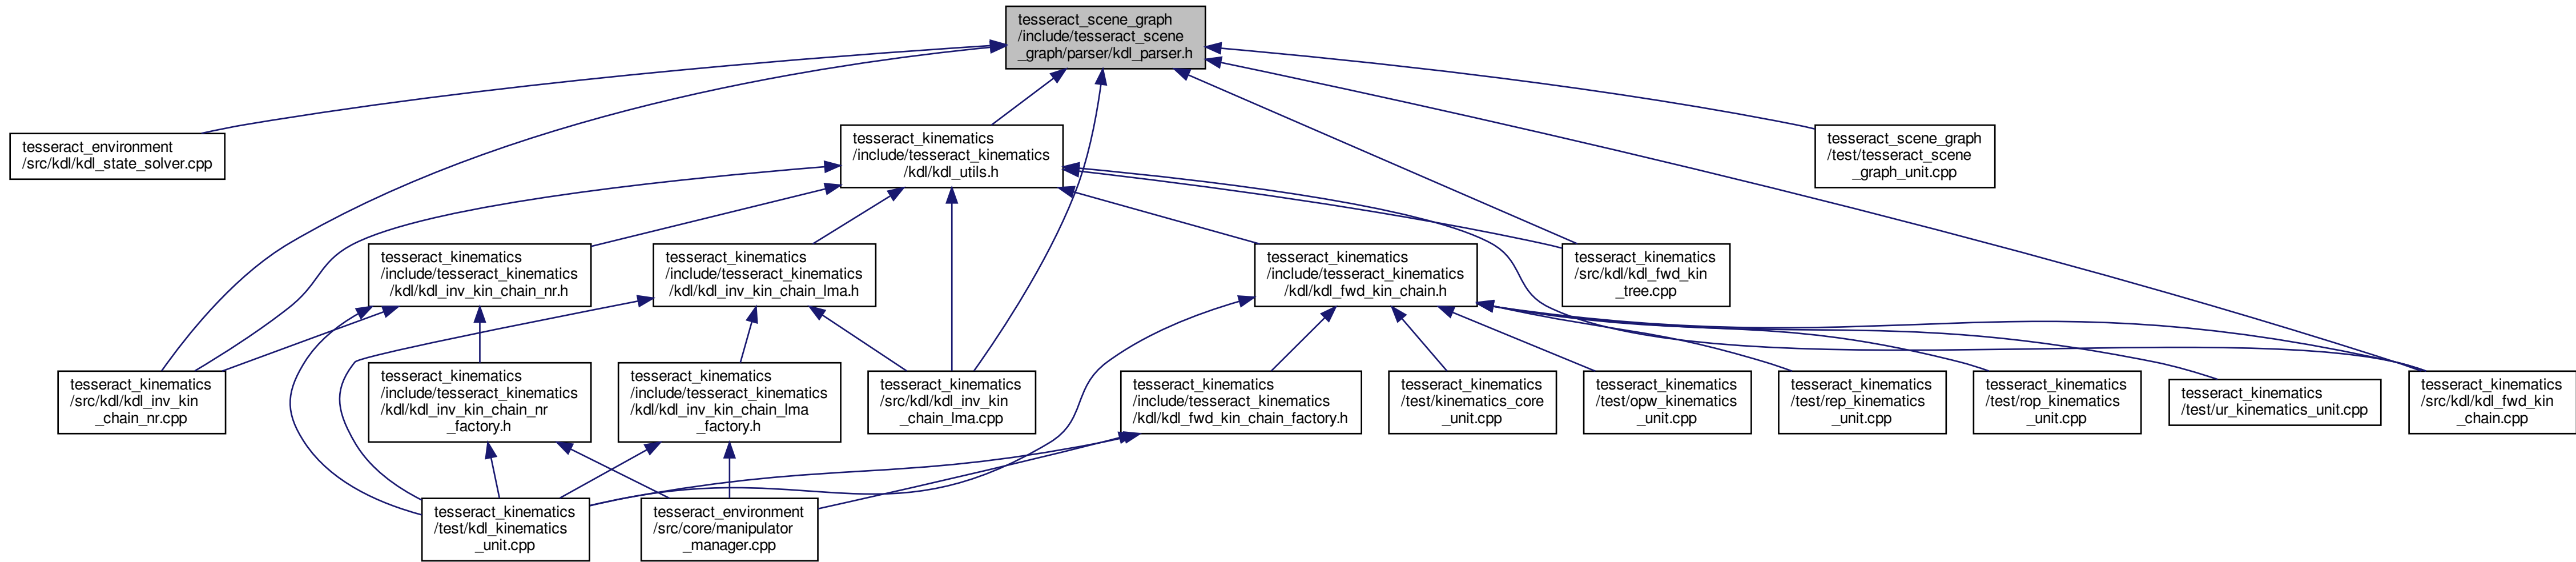 tesseract_scene_graph
/include/tesseract_scene
_graph/parser/kdl_parser.h
tesseract_environment
/src/kdl/kdl_state_solver.cpp
tesseract_kinematics
/include/tesseract_kinematics
/kdl/kdl_utils.h
tesseract_scene_graph
/test/tesseract_scene
_graph_unit.cpp
tesseract_kinematics
/include/tesseract_kinematics
/kdl/kdl_inv_kin_chain_nr.h
tesseract_kinematics
/include/tesseract_kinematics
/kdl/kdl_inv_kin_chain_lma.h
tesseract_kinematics
/include/tesseract_kinematics
/kdl/kdl_fwd_kin_chain.h
tesseract_kinematics
/src/kdl/kdl_fwd_kin
_tree.cpp
tesseract_kinematics
/src/kdl/kdl_inv_kin
_chain_nr.cpp
tesseract_kinematics
/include/tesseract_kinematics
/kdl/kdl_inv_kin_chain_nr
_factory.h
tesseract_kinematics
/include/tesseract_kinematics
/kdl/kdl_inv_kin_chain_lma
_factory.h
tesseract_kinematics
/src/kdl/kdl_inv_kin
_chain_lma.cpp
tesseract_kinematics
/include/tesseract_kinematics
/kdl/kdl_fwd_kin_chain_factory.h
tesseract_kinematics
/test/kinematics_core
_unit.cpp
tesseract_kinematics
/test/opw_kinematics
_unit.cpp
tesseract_kinematics
/test/rep_kinematics
_unit.cpp
tesseract_kinematics
/test/rop_kinematics
_unit.cpp
tesseract_kinematics
/test/ur_kinematics_unit.cpp
tesseract_kinematics
/src/kdl/kdl_fwd_kin
_chain.cpp
tesseract_kinematics
/test/kdl_kinematics
_unit.cpp
tesseract_environment
/src/core/manipulator
_manager.cpp